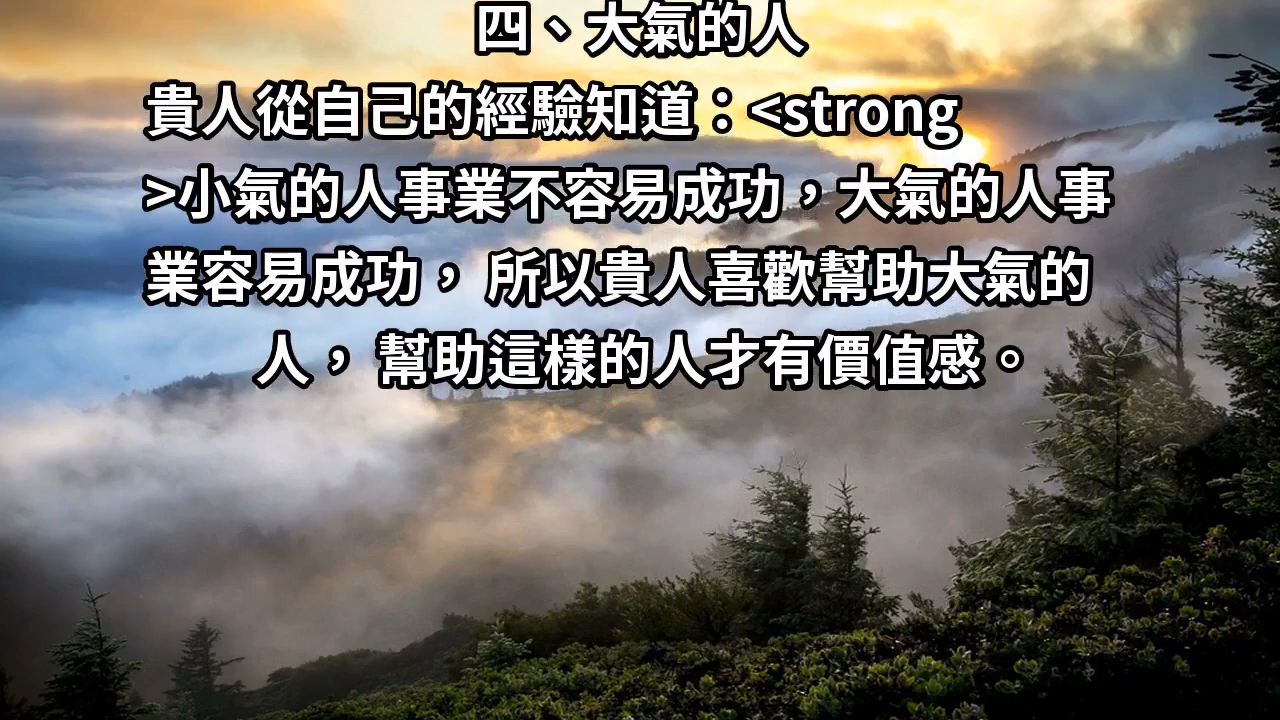 四、大氣的人
貴人從自己的經驗知道：<strong
>小氣的人事業不容易成功，大氣的人事
業容易成功， 所以貴人喜歡幫助大氣的
人， 幫助這樣的人才有價值感。